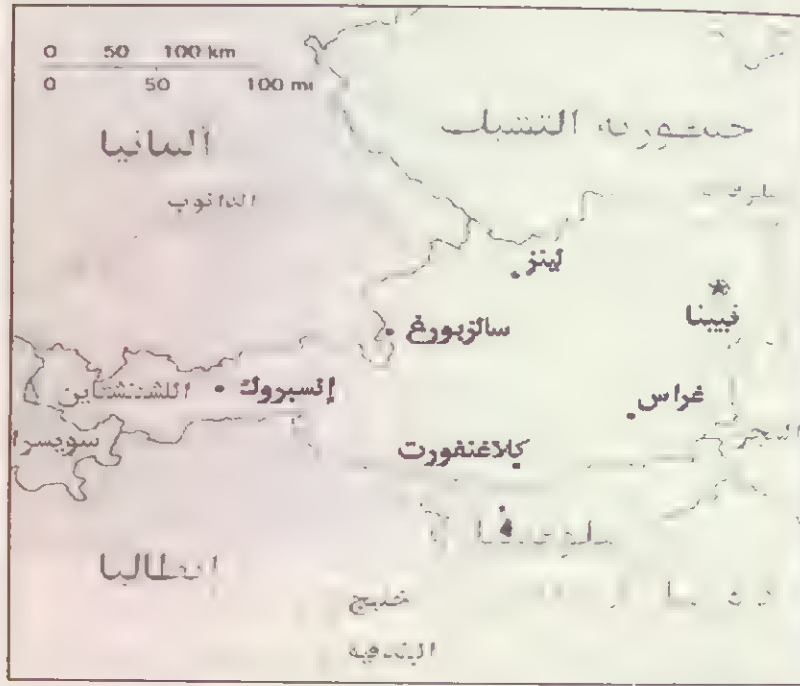 0 50 100 km
0 50 100 mi
ألمانيا
الدانوب
جمهورية التشيك
لينز
فيينا
سالزبورغ
إنسبروك
اللشتنشتاين
غراس
سويسرا
كلاغنفورت
المجر
إيطاليا
خليج
البندقية